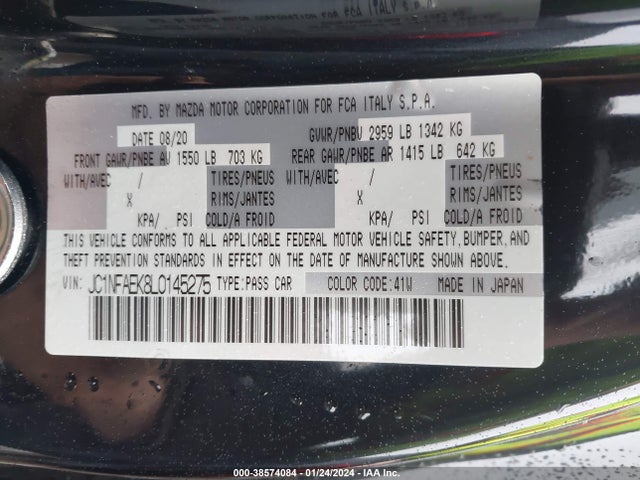 MFD. BY MAZDA MOTOR CORPORATION FOR FCA ITALY S.P.A.
DATE 08/20 GVWR/PNBV 2959 LB 1342 KG
FRONT GAWR/PNBE AV 1550 LB 703 KG REAR GAWR/PNBE AR 1415 LB 642 KG
WITH/AVEC / TIRES/PNEUS WITH/AVEC / TIRES/PNEUS
X RIMS/JANTES X RIMS/JANTES
KPA/ PSI COLD/A FROID KPA/ PSI COLD/A FROID
THIS VEHICLE CONFORMS TO ALL APPLICABLE FEDERAL MOTOR VEHICLE SAFETY, BUMPER, AND
THEFT PREVENTION STANDARDS IN EFFECT ON THE DATE OF MANUFACTURE SHOWN ABOVE.
VIN: JC1NFAEK8L0145275 TYPE:PASS CAR COLOR CODE:41W MADE IN JAPAN
000-38574084 - 01/24/2024 - IAA Inc.